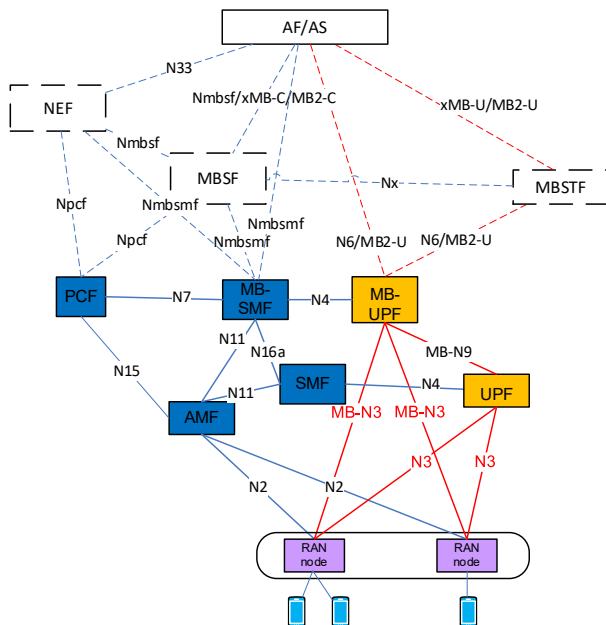 AF/AS
N33
NEF
Nmbsf/xMB-C/MB2-C
xMB-U/MB2-U
Nmbsf
MBSF
Nx
MBSTF
Npcf
Nmbsmf
Nmbsmf
Npcf
Nmbsmf
N6/MB2-U
N6/MB2-U
PCF
N7
MB-
SMF
N4
MB-
UPF
N11
N16a
MB-N9
N15
SMF
N4
UPF
N11
AMF
MB-N3
MB-N3
N3
N3
N2
N2
RAN
node
RAN
node